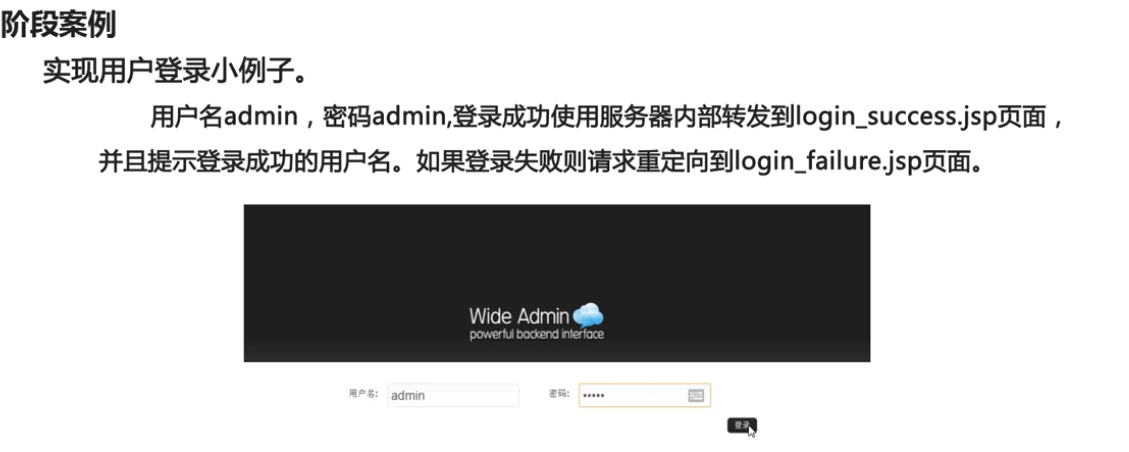 阶段案例
实现用户登录小例子。
用户名admin，密码admin,登录成功使用服务器内部转发到login_success.jsp页面，
并且提示登录成功的用户名。如果登录失败则请求重定向到login_failure.jsp页面。
Wide Admin
powerful backend interface
用户名: admin 密码: •••••
登录